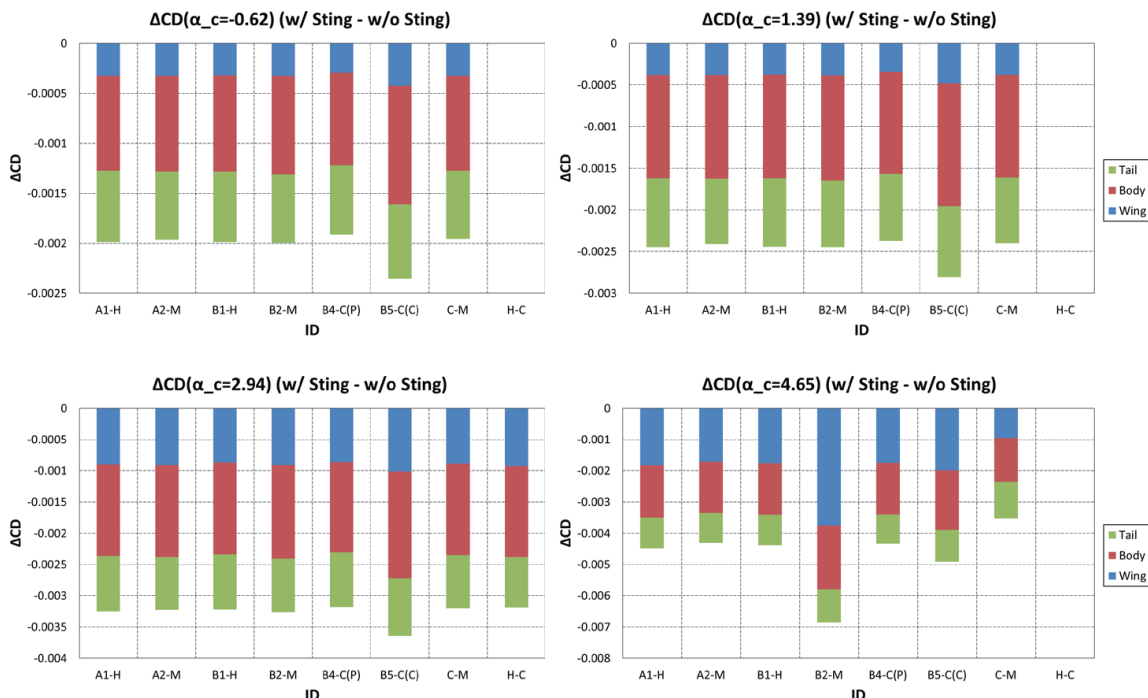 ΔCD(α_c=-0.62) (w/ Sting - w/o Sting)
0
-0.0005
-0.001
-0.0015
-0.002
-0.0025
ΔCD
A1-H A2-M B1-H B2-M B4-C(P) B5-C(C) C-M H-C
ID
ΔCD(α_c=1.39) (w/ Sting - w/o Sting)
0
-0.0005
-0.001
-0.0015
-0.002
-0.0025
-0.003
ΔCD
A1-H A2-M B1-H B2-M B4-C(P) B5-C(C) C-M H-C
ID
Tail
Body
Wing
ΔCD(α_c=2.94) (w/ Sting - w/o Sting)
0
-0.0005
-0.001
-0.0015
-0.002
-0.0025
-0.003
-0.0035
-0.004
ΔCD
A1-H A2-M B1-H B2-M B4-C(P) B5-C(C) C-M H-C
ID
ΔCD(α_c=4.65) (w/ Sting - w/o Sting)
0
-0.001
-0.002
-0.003
-0.004
-0.005
-0.006
-0.007
-0.008
ΔCD
A1-H A2-M B1-H B2-M B4-C(P) B5-C(C) C-M H-C
ID
Tail
Body
Wing